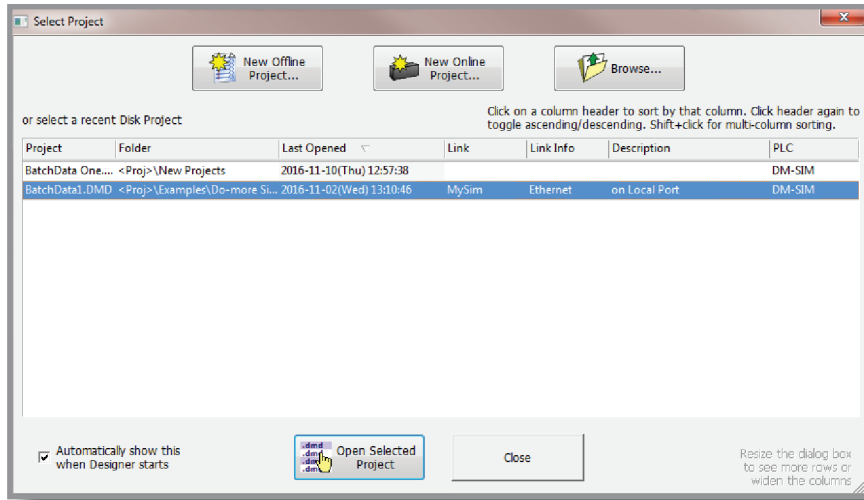 Select Project
New Offline
Project...
New Online
Project...
Browse...
or select a recent Disk Project
Click on a column header to sort by that column. Click header again to
toggle ascending/descending. Shift+click for multi-column sorting.
Project Folder Last Opened Link Link Info Description PLC
BatchData One.... <Proj>\New Projects 2016-11-10(Thu) 12:57:38 DM-SIM
BatchData1.DMD <Proj>\Examples\Do-more Si... 2016-11-02(Wed) 13:10:46 MySim Ethernet on Local Port DM-SIM
Automatically show this
when Designer starts
.dmd
.dm
.dm
.dm
Open Selected
Project
Close
Resize the dialog box
to see more rows or
widen the columns